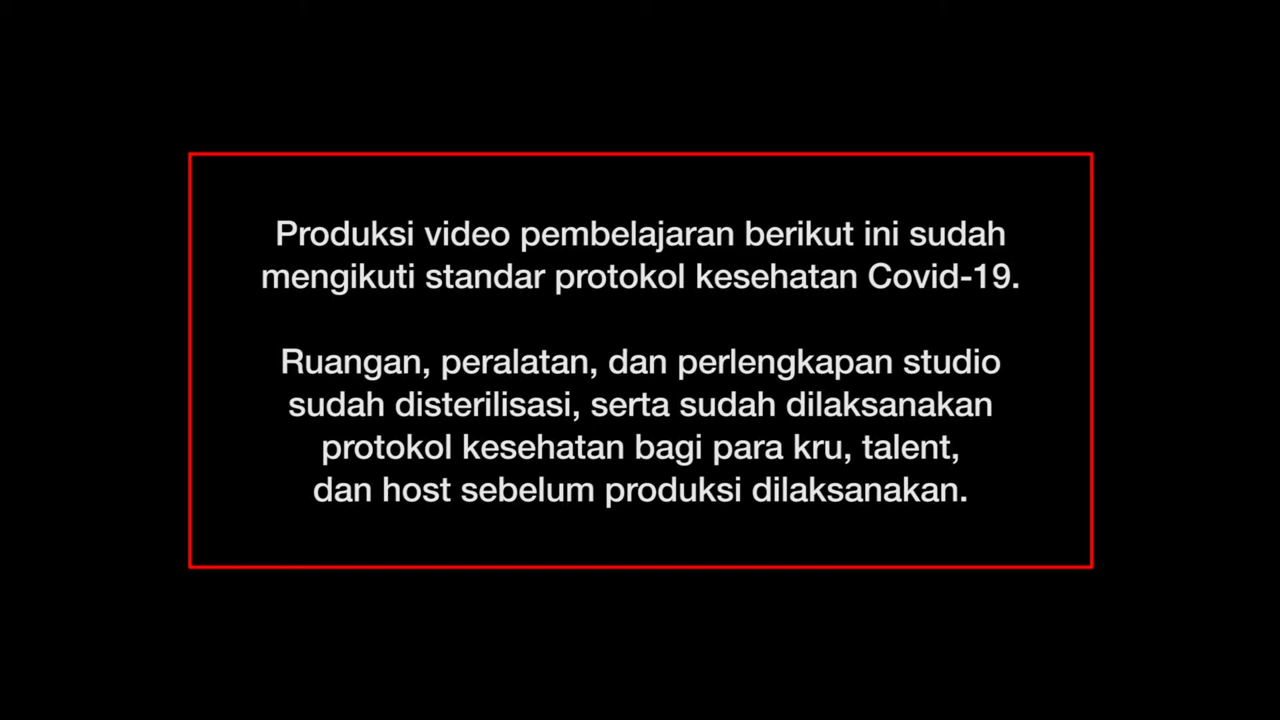 Produksi video pembelajaran berikut ini sudah
mengikuti standar protokol kesehatan Covid-19.
Ruangan, peralatan, dan perlengkapan studio
sudah disterilisasi, serta sudah dilaksanakan
protokol kesehatan bagi para kru, talent,
dan host sebelum produksi dilaksanakan.